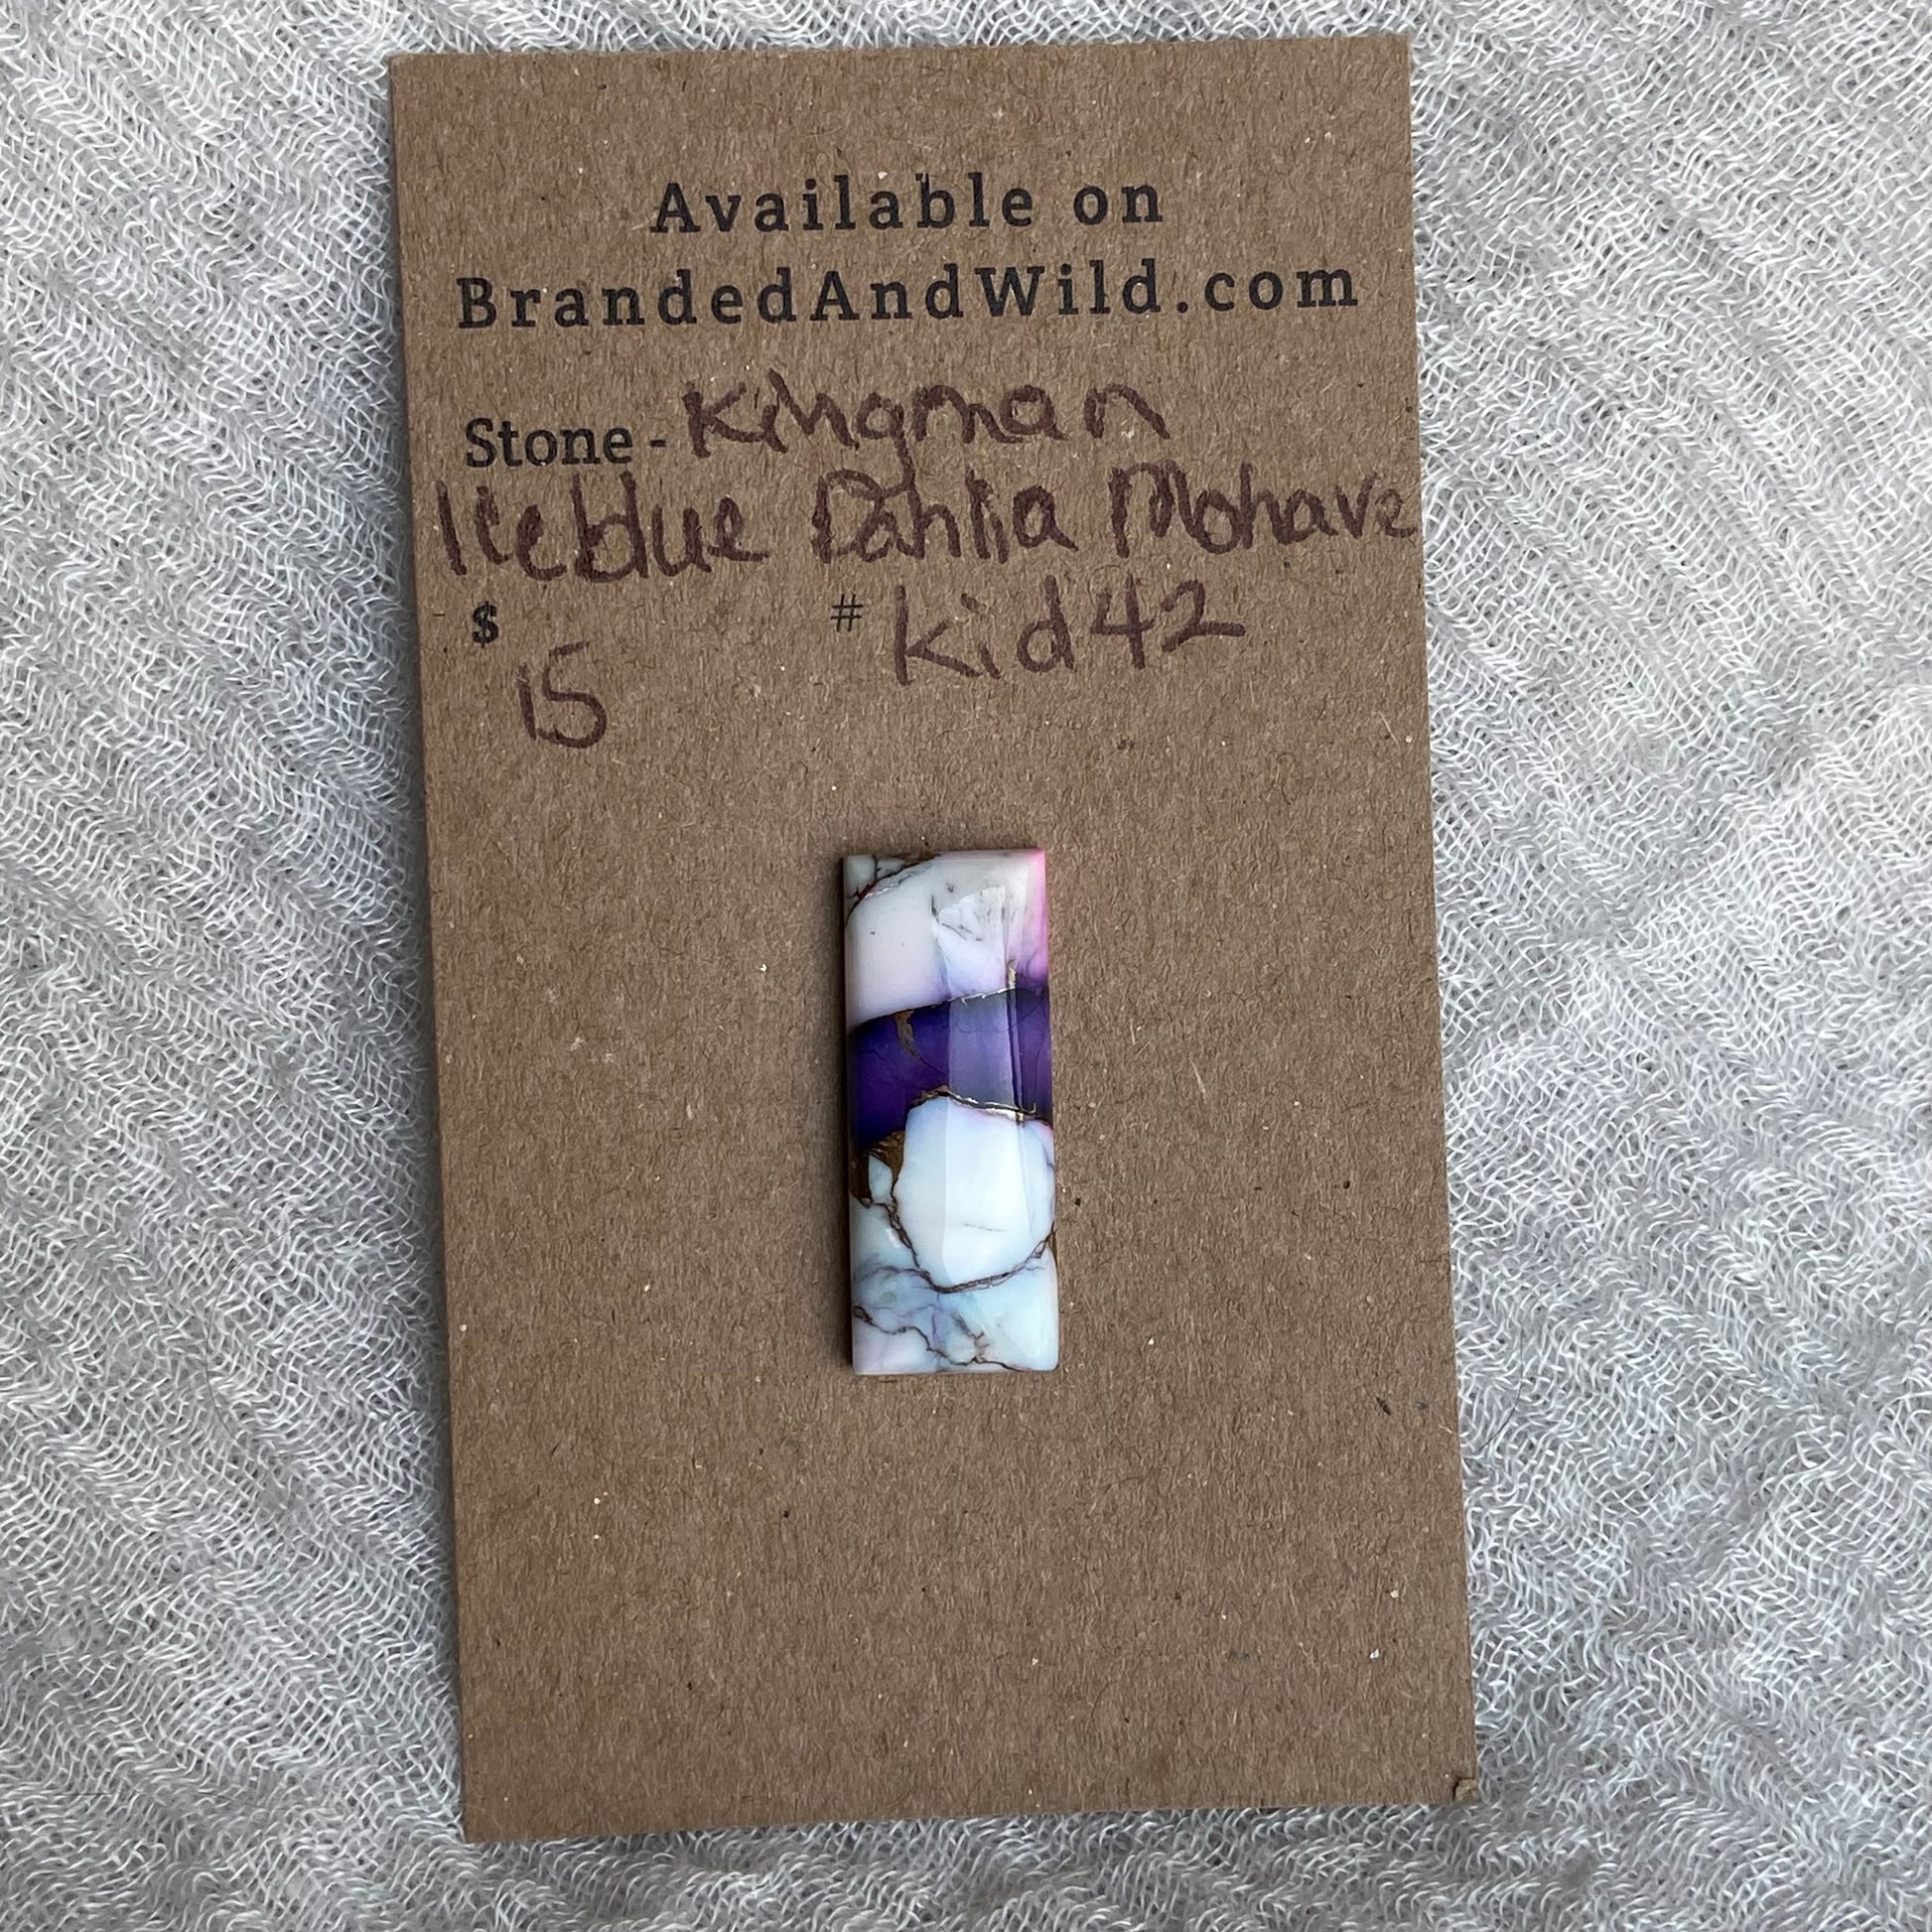 Available on
BrandedAndWild.com
Stone - Kingman
Iceblue Dahlia Mohave
$ # kid42
15